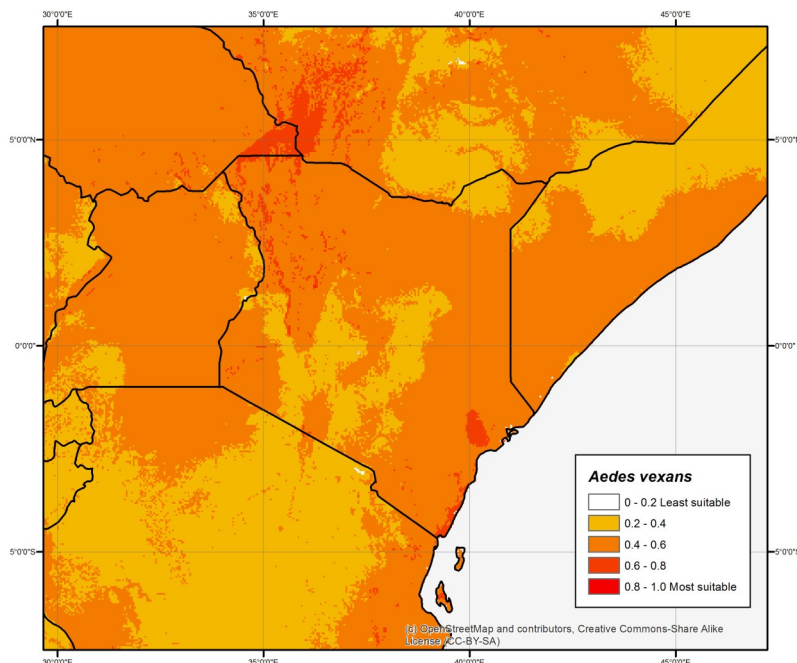 30°0'0"E 35°0'0"E 40°0'0"E 45°0'0"E
5°0'0"N 5°0'0"N
0°0'0" 0°0'0"
5°0'0"S 5°0'0"S
Aedes vexans
0 - 0.2 Least suitable
0.2 - 0.4
0.4 - 0.6
0.6 - 0.8
0.8 - 1.0 Most suitable
(c) OpenStreetMap and contributors, Creative Commons-Share Alike
License (CC-BY-SA)
30°0'0"E 35°0'0"E 40°0'0"E 45°0'0"E